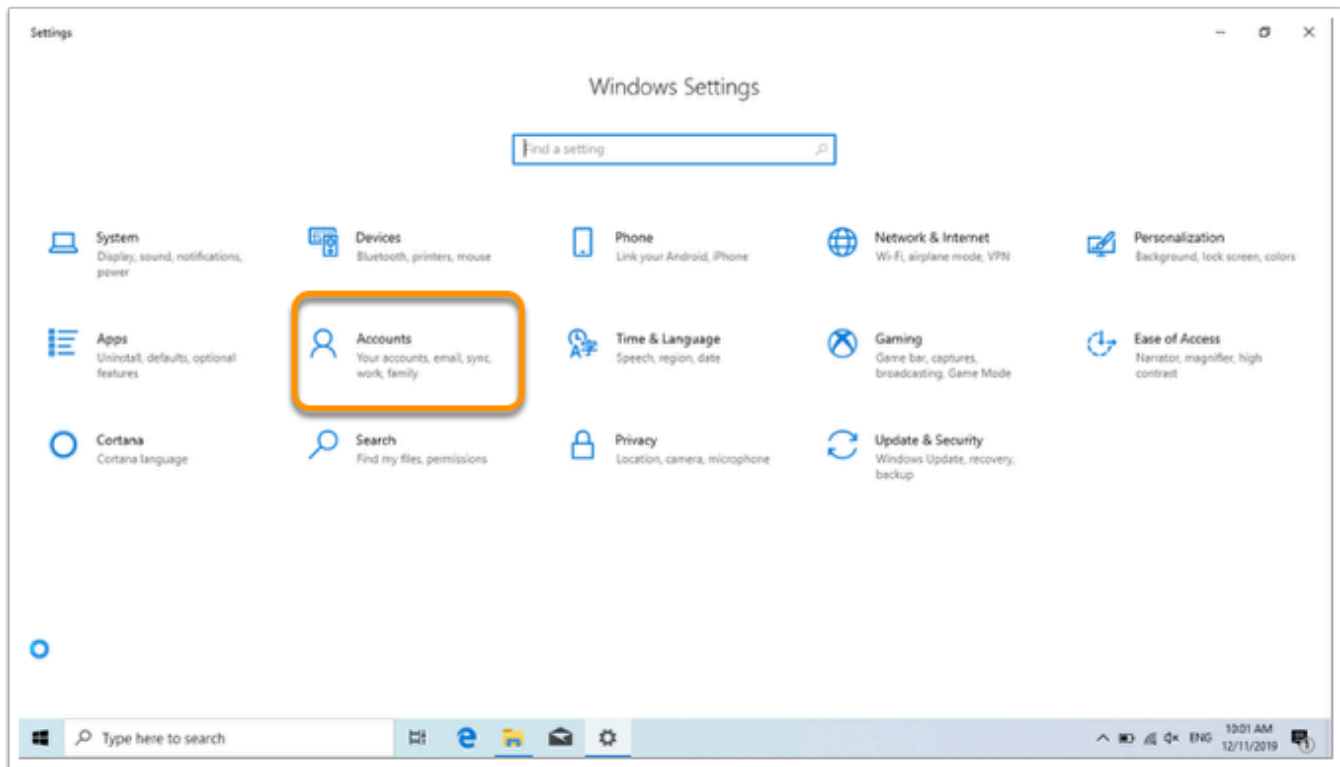 Settings
Windows Settings
Find a setting
System
Display, sound, notifications,
power
Devices
Bluetooth, printers, mouse
Phone
Link your Android, iPhone
Network & Internet
Wi-Fi, airplane mode, VPN
Personalization
Background, lock screen, colors
Apps
Uninstall, defaults, optional
features
Accounts
Your accounts, email, sync,
work, family
Time & Language
Speech, region, date
Gaming
Game bar, captures,
broadcasting, Game Mode
Ease of Access
Narrator, magnifier, high
contrast
Cortana
Cortana language
Search
Find my files, permissions
Privacy
Location, camera, microphone
Update & Security
Windows Update, recovery,
backup
Type here to search
ENG
10:01 AM
12/11/2019
1